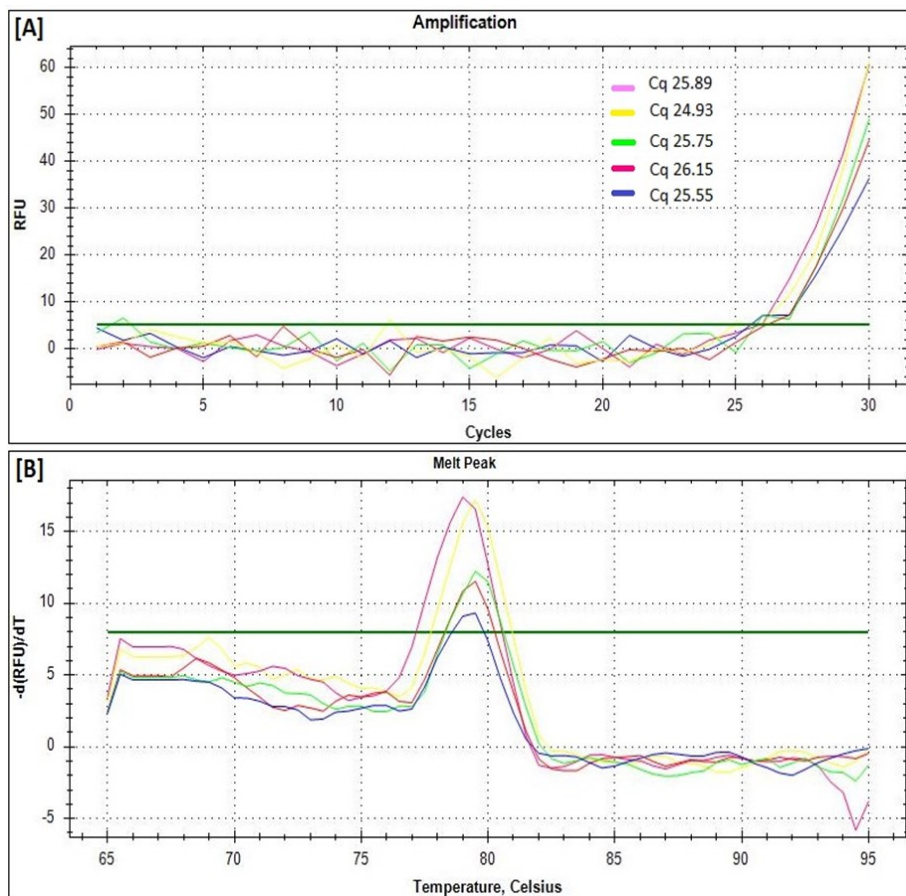 [A]
Amplification
60
50
40
30
20
10
0
RFU
Cq 25.89
Cq 24.93
Cq 25.75
Cq 26.15
Cq 25.55
0 5 10 15 20 25 30
Cycles
[B]
Melt Peak
15
10
5
0
-5
-d(RFU)/dT
65 70 75 80 85 90 95
Temperature, Celsius